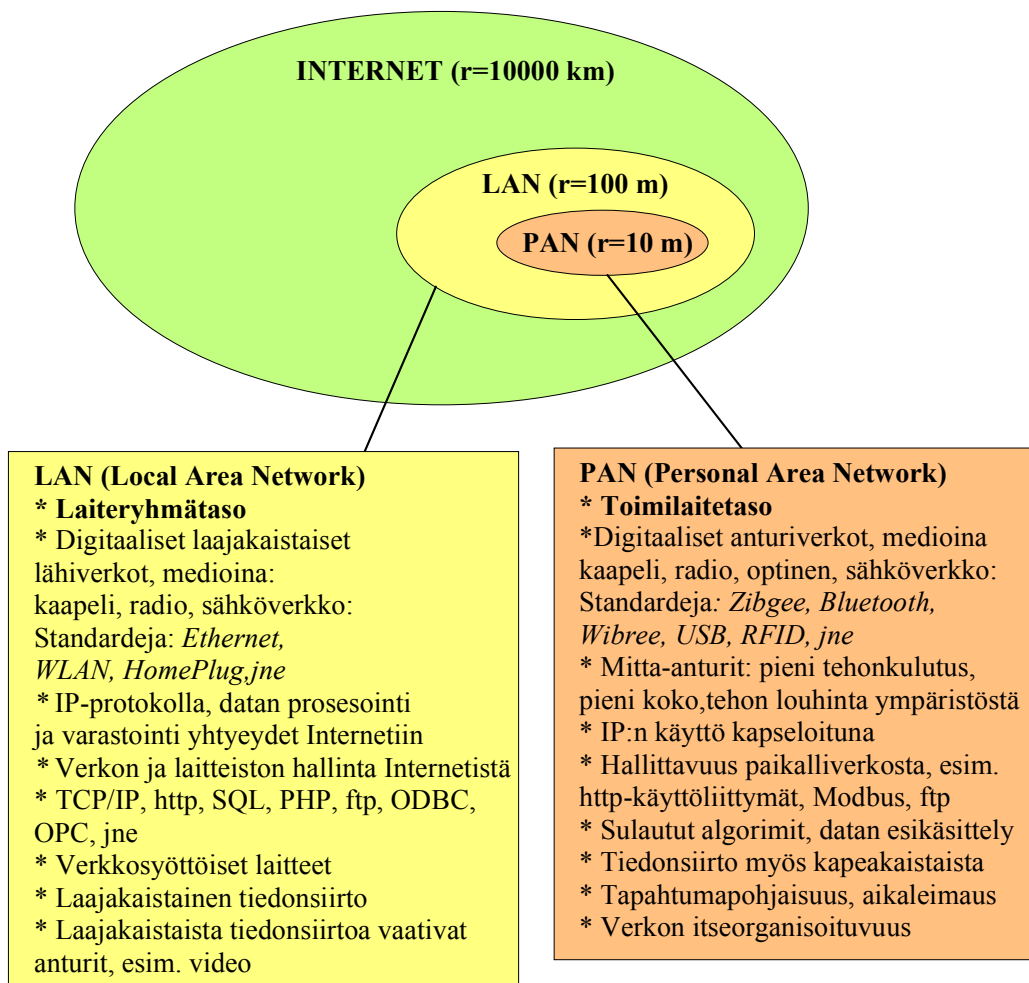 INTERNET (r=10000 km)
LAN (r=100 m)
PAN (r=10 m)
LAN (Local Area Network)
* Laiteryhmätaso
* Digitaaliset laajakaistaiset
lähiverkot, medioina:
kaapeli, radio, sähköverkko:
Standardeja: Ethernet,
WLAN, HomePlug,jne
* IP-protokolla, datan prosesointi
ja varastointi yhtyeydet Internetiin
* Verkon ja laitteiston hallinta Internetistä
* TCP/IP, http, SQL, PHP, ftp, ODBC,
OPC, jne
* Verkkosyöttöiset laitteet
* Laajakaistainen tiedonsiirto
* Laajakaistaista tiedonsiirtoa vaativat
anturit, esim. video
PAN (Personal Area Network)
* Toimilaitetaso
*Digitaaliset anturiverkot, medioina
kaapeli, radio, optinen, sähköverkko:
Standardeja: Zibgee, Bluetooth,
Wibree, USB, RFID, jne
* Mitta-anturit: pieni tehonkulutus,
pieni koko,tehon louhinta ympäristöstä
* IP:n käyttö kapseloituna
* Hallittavuus paikalliverkosta, esim.
http-käyttöliittymät, Modbus, ftp
* Sulautut algorimit, datan esikäsittely
* Tiedonsiirto myös kapeakaistaista
* Tapahtumapohjaisuus, aikaleimaus
* Verkon itseorganisoituvuus